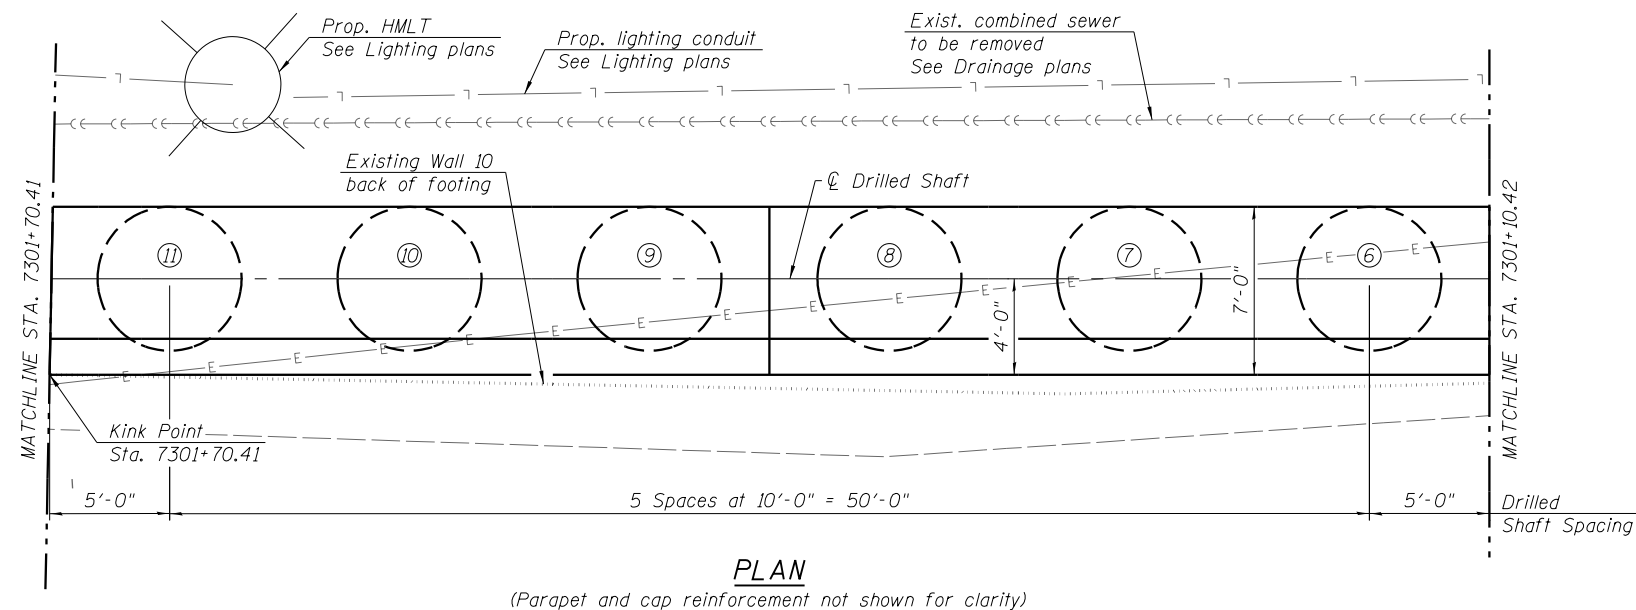 Prop. HMLT
See Lighting plans
Prop. lighting conduit
See Lighting plans
Exist. combined sewer
to be removed
See Drainage plans
Existing Wall 10
back of footing
℄ Drilled Shaft
MATCHLINE STA. 7301+70.41
MATCHLINE STA. 7301+10.42
11
10
9
8
7
6
E E E E E E E E E E E E E E E
4'-0"
7'-0"
Kink Point
Sta. 7301+70.41
5'-0"
5 Spaces at 10'-0" = 50'-0"
5'-0"
Drilled
Shaft Spacing
PLAN
(Parapet and cap reinforcement not shown for clarity)